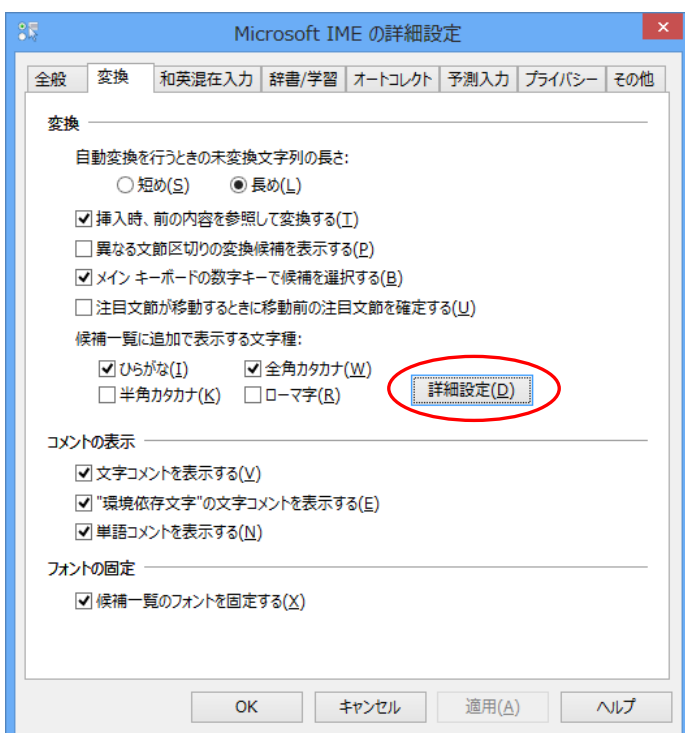 Microsoft IME の詳細設定
全般 変換 和英混在入力 辞書/学習 オートコレクト 予測入力 プライバシー その他
変換
自動変換を行うときの未変換文字列の長さ:
短め(S) 長め(L)
挿入時、前の内容を参照して変換する(T)
異なる文節区切りの変換候補を表示する(P)
メイン キーボードの数字キーで候補を選択する(B)
注目文節が移動するときに移動前の注目文節を確定する(U)
候補一覧に追加で表示する文字種:
ひらがな(I) 全角カタカナ(W)
半角カタカナ(K) ローマ字(R) 詳細設定(D)
コメントの表示
文字コメントを表示する(V)
"環境依存文字"の文字コメントを表示する(E)
単語コメントを表示する(N)
フォントの固定
候補一覧のフォントを固定する(X)
OK キャンセル 適用(A) ヘルプ